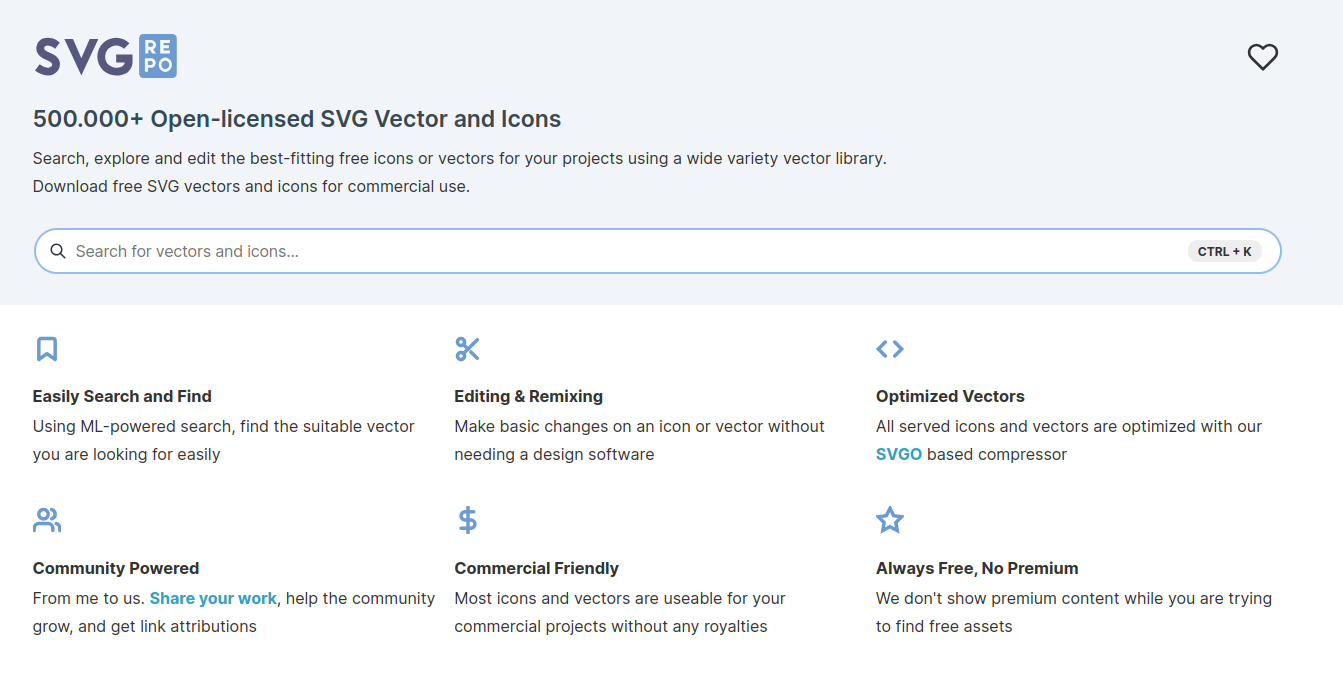 SVG REPO
500.000+ Open-licensed SVG Vector and Icons
Search, explore and edit the best-fitting free icons or vectors for your projects using a wide variety vector library.
Download free SVG vectors and icons for commercial use.
Search for vectors and icons... CTRL + K
Easily Search and Find
Using ML-powered search, find the suitable vector
you are looking for easily
Editing & Remixing
Make basic changes on an icon or vector without
needing a design software
Optimized Vectors
All served icons and vectors are optimized with our
SVGO based compressor
Community Powered
From me to us. Share your work, help the community
grow, and get link attributions
Commercial Friendly
Most icons and vectors are useable for your
commercial projects without any royalties
Always Free, No Premium
We don't show premium content while you are trying
to find free assets